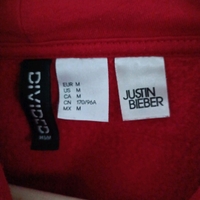 DIVIDED
EUR M
US M
CA M
CN 170/96A
MX M
JUSTIN
BIEBER